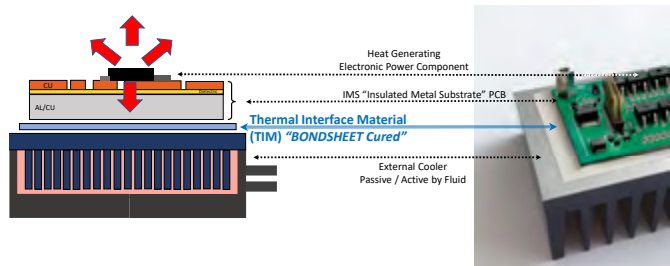 Heat Generating
Electronic Power Component
CU
Dielectric
IMS “Insulated Metal Substrate” PCB
AL/CU
Thermal Interface Material
(TIM) “BONDSHEET Cured”
External Cooler
Passive / Active by Fluid